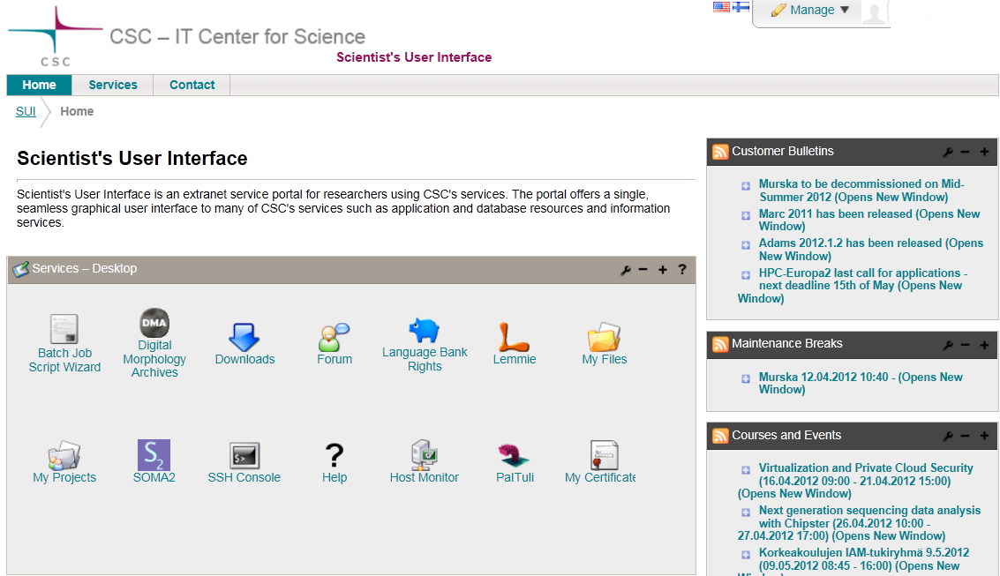 CSC – IT Center for Science
CSC
Scientist's User Interface
Manage
Home
Services
Contact
SUI
Home
Scientist's User Interface
Scientist's User Interface is an extranet service portal for researchers using CSC's services. The portal offers a single,
seamless graphical user interface to many of CSC's services such as application and database resources and information
services.
Services – Desktop
?
Batch Job
Script Wizard
DMA
Digital
Morphology
Archives
Downloads
Forum
Language Bank
Rights
Lemmie
My Files
My Projects
S2
SOMA2
$>_
SSH Console
?
Help
Host Monitor
PalTuli
My Certificate
Customer Bulletins
Murska to be decommissioned on Mid-
Summer 2012 (Opens New Window)
Marc 2011 has been released (Opens New
Window)
Adams 2012.1.2 has been released (Opens
New Window)
HPC-Europa2 last call for applications -
next deadline 15th of May (Opens New
Window)
Maintenance Breaks
Murska 12.04.2012 10:40 - (Opens New
Window)
Courses and Events
Virtualization and Private Cloud Security
(16.04.2012 09:00 - 21.04.2012 15:00)
(Opens New Window)
Next generation sequencing data analysis
with Chipster (26.04.2012 10:00 -
27.04.2012 17:00) (Opens New Window)
Korkeakoulujen IAM-tukiryhmä 9.5.2012
(09.05.2012 08:45 - 16:00) (Opens New